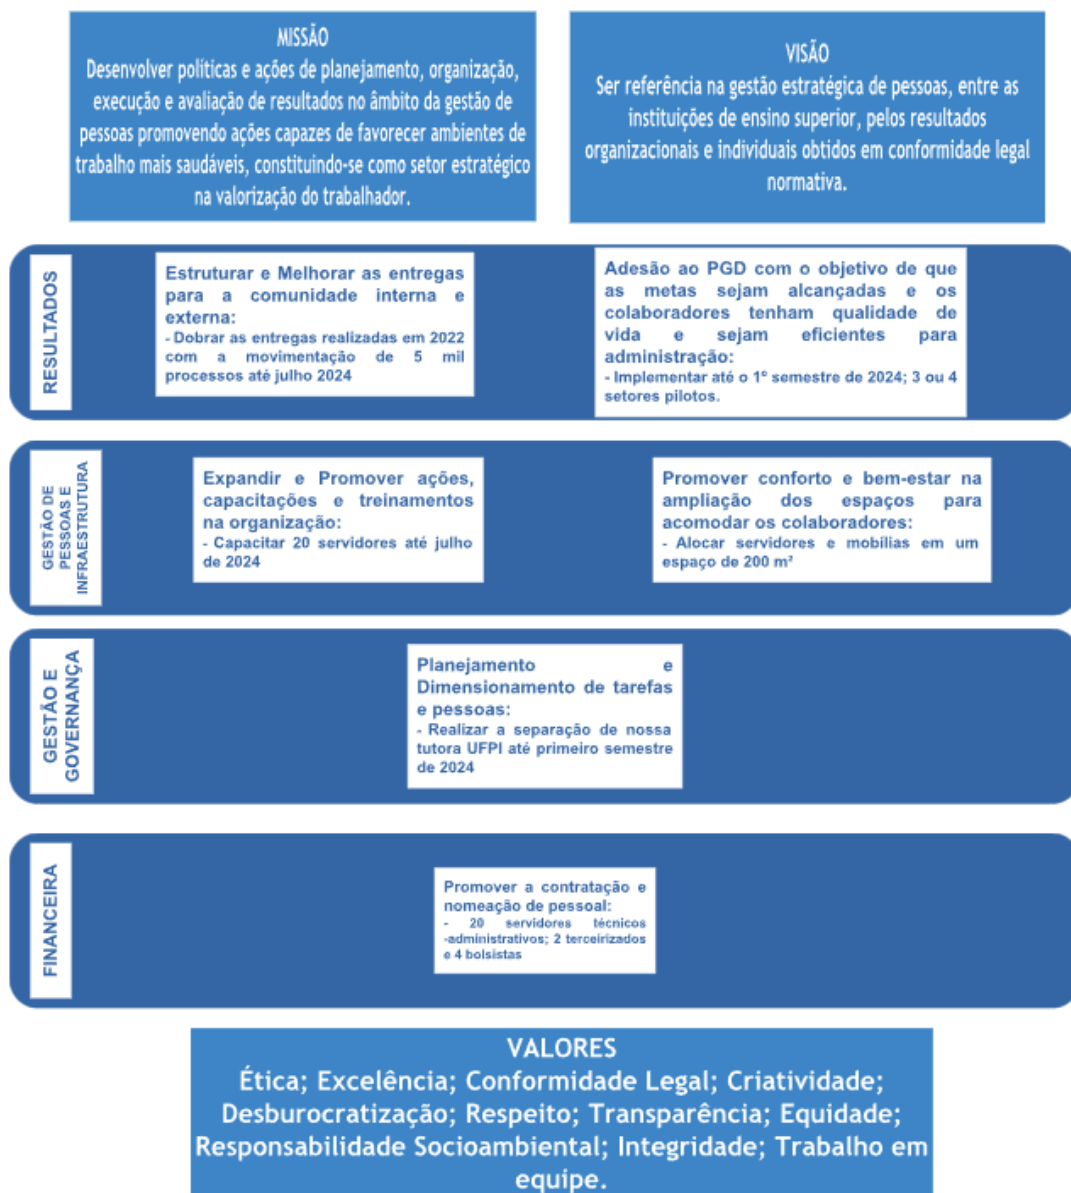 MISSÃO
Desenvolver políticas e ações de planejamento, organização,
execução e avaliação de resultados no âmbito da gestão de
pessoas promovendo ações capazes de favorecer ambientes de
trabalho mais saudáveis, constituindo-se como setor estratégico
na valorização do trabalhador.
VISÃO
Ser referência na gestão estratégica de pessoas, entre as
instituições de ensino superior, pelos resultados
organizacionais e individuais obtidos em conformidade legal
normativa.
RESULTADOS
Estruturar e Melhorar as entregas
para a comunidade interna e
externa:
- Dobrar as entregas realizadas em 2022
com a movimentação de 5 mil
processos até julho 2024
Adesão ao PGD com o objetivo de que
as metas sejam alcançadas e os
colaboradores tenham qualidade de
vida e sejam eficientes para
administração:
- Implementar até o 1º semestre de 2024; 3 ou 4
setores pilotos.
GESTÃO DE
PESSOAS E
INFRAESTRUTURA
Expandir e Promover ações,
capacitações e treinamentos
na organização:
- Capacitar 20 servidores até julho
de 2024
Promover conforto e bem-estar na
ampliação dos espaços para
acomodar os colaboradores:
- Alocar servidores e mobílias em um
espaço de 200 m²
GESTÃO E
GOVERNANÇA
Planejamento e
Dimensionamento de tarefas
e pessoas:
- Realizar a separação de nossa
tutora UFPI até primeiro semestre
de 2024
FINANCEIRA
Promover a contratação e
nomeação de pessoal:
- 20 servidores técnicos
-administrativos; 2 terceirizados
e 4 bolsistas
VALORES
Ética; Excelência; Conformidade Legal; Criatividade;
Desburocratização; Respeito; Transparência; Equidade;
Responsabilidade Socioambiental; Integridade; Trabalho em
equipe.